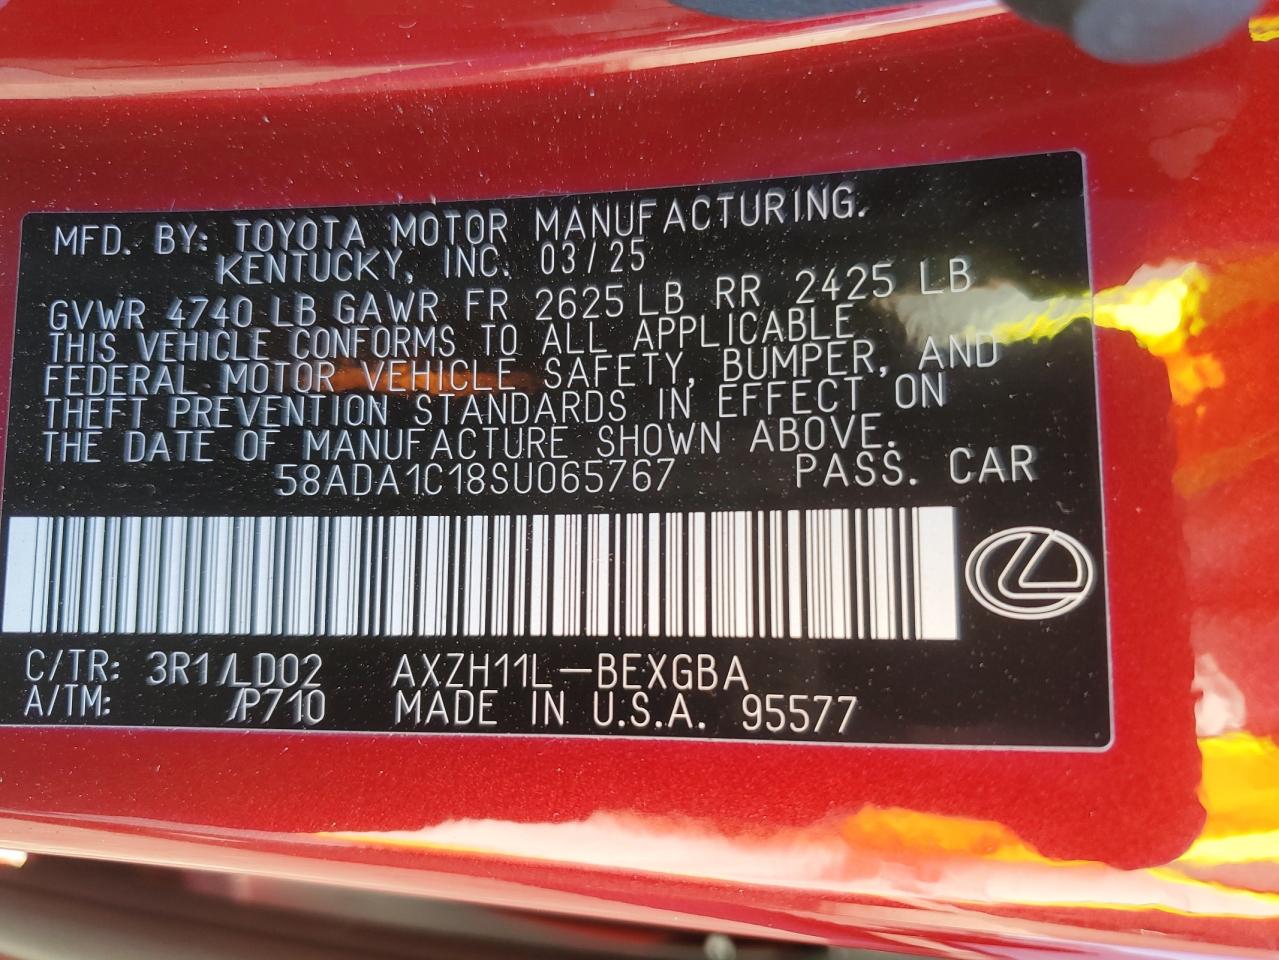 MFD. BY: TOYOTA MOTOR MANUFACTURING.
KENTUCKY, INC. 03/25
GVWR 4740 LB GAWR FR 2625 LB RR 2425 LB
THIS VEHICLE CONFORMS TO ALL APPLICABLE
FEDERAL MOTOR VEHICLE SAFETY, BUMPER, AND
THEFT PREVENTION STANDARDS IN EFFECT ON
THE DATE OF MANUFACTURE SHOWN ABOVE.
58ADA1C18SU065767 PASS. CAR
C/TR: 3R1/LD02 AXZH11L-BEXGBA
A/TM: /P710 MADE IN U.S.A. 95577